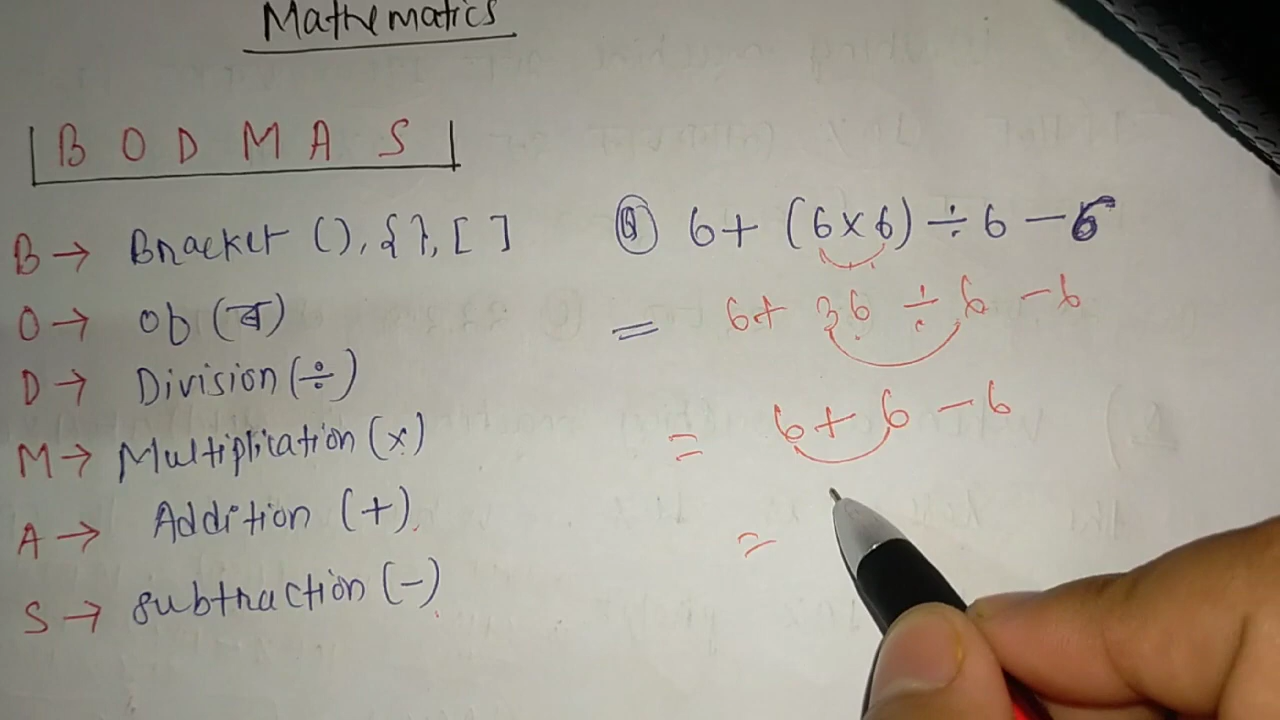 Mathematics
B O D M A S
B → Bracket (), { }, [ ]
O → Of (का)
D → Division (÷)
M → Multiplication (×)
A → Addition (+)
S → Subtraction (−)
Q 6 + (6 × 6) ÷ 6 − 6
= 6 + 36 ÷ 6 − 6
= 6 + 6 − 6
=